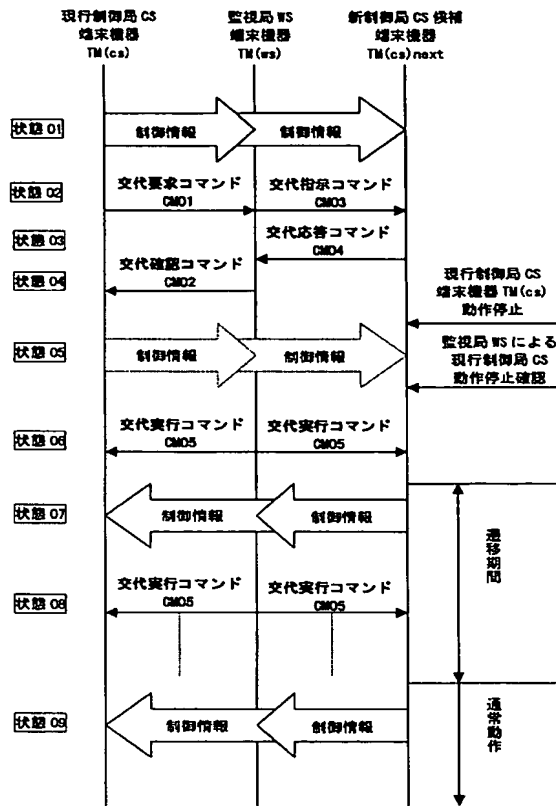 現行制御局 CS
端末機器
TM(cs)
監視局 WS
端末機器
TM(ws)
新制御局 CS 候補
端末機器
TM(cs)next
状態 01
制御情報
制御情報
状態 02
交代要求コマンド
CM01
交代指示コマンド
CM03
状態 03
交代応答コマンド
CM04
状態 04
交代確認コマンド
CM02
現行制御局 CS
端末機器 TM(cs)
動作停止
状態 05
制御情報
制御情報
監視局 WS による
現行制御局 CS
動作停止確認
状態 06
交代実行コマンド
CM05
交代実行コマンド
CM05
状態 07
制御情報
制御情報
遷移期間
状態 08
交代実行コマンド
CM05
交代実行コマンド
CM05
状態 09
制御情報
制御情報
通常動作